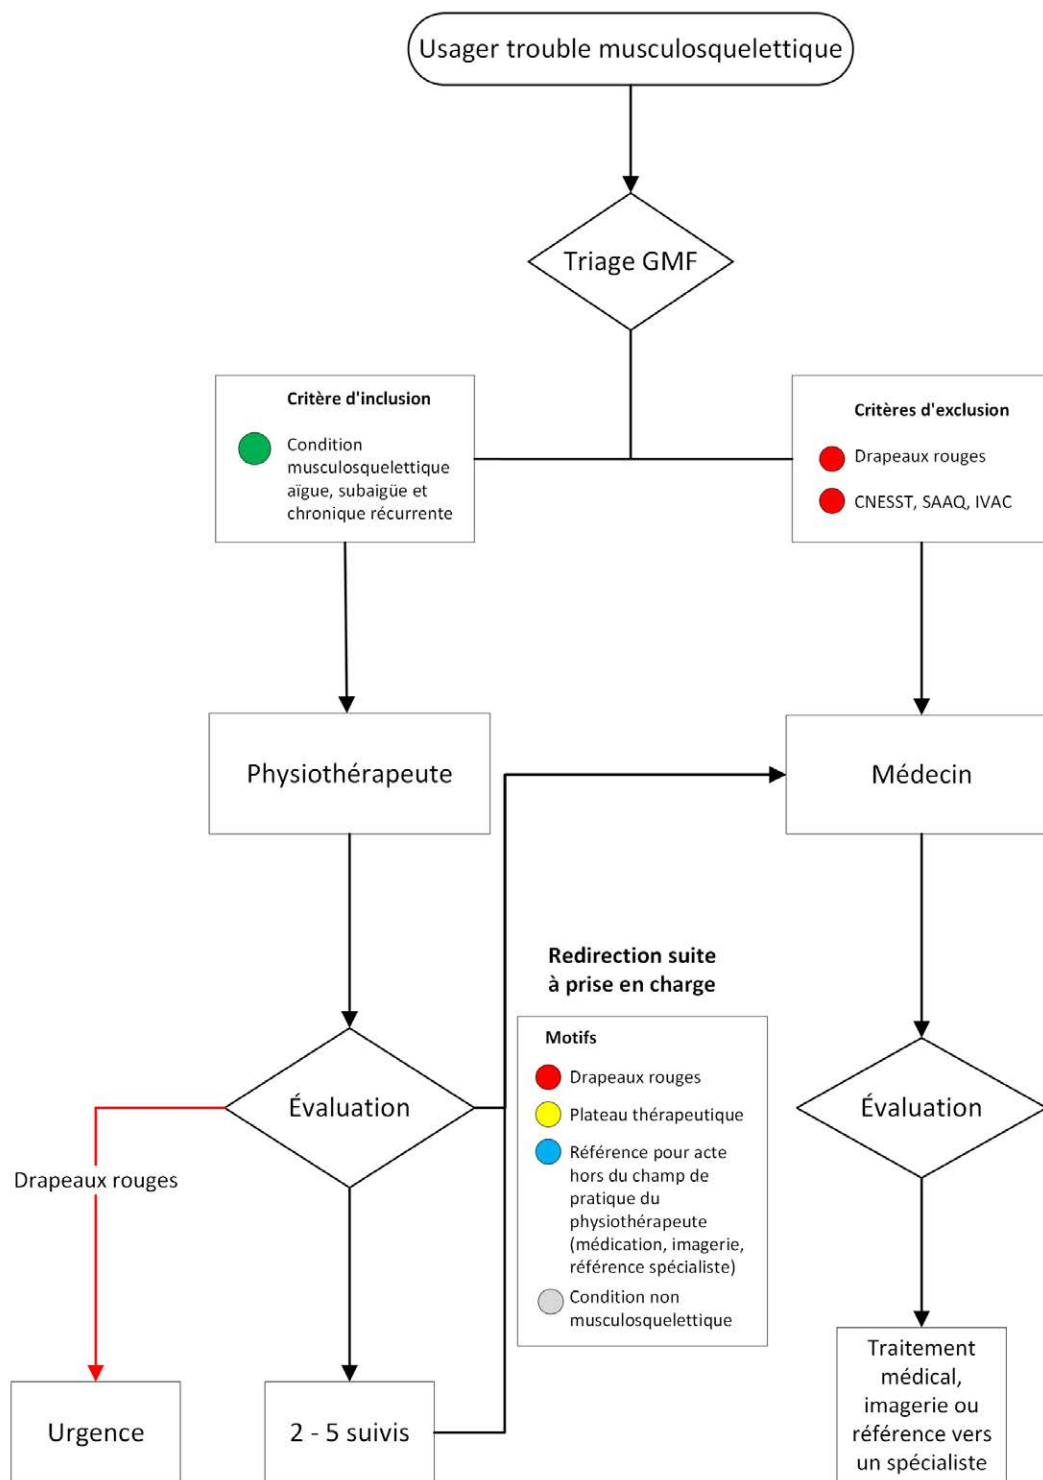 Usager trouble musculosquelettique
Triage GMF
Critère d'inclusion
Condition
musculosquelettique
aïgue, subaigüe et
chronique récurrente
Critères d'exclusion
Drapeaux rouges
CNESST, SAAQ, IVAC
Physiothérapeute
Médecin
Redirection suite
à prise en charge
Motifs
Drapeaux rouges
Plateau thérapeutique
Référence pour acte
hors du champ de
pratique du
physiothérapeute
(médication, imagerie,
référence spécialiste)
Condition non
musculosquelettique
Évaluation
Évaluation
Drapeaux rouges
Urgence
2 - 5 suivis
Traitement
médical,
imagerie ou
référence vers
un spécialiste